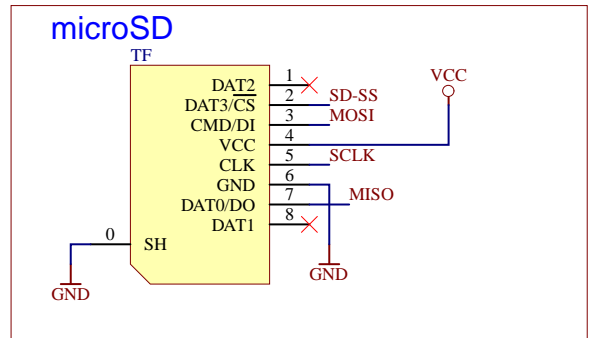 microSD
TF
DAT2 1
DAT3/CS 2 SD-SS
CMD/DI 3 MOSI
VCC 4 VCC
CLK 5 SCLK
GND 6
DAT0/DO 7 MISO
DAT1 8
0 SH
GND
GND